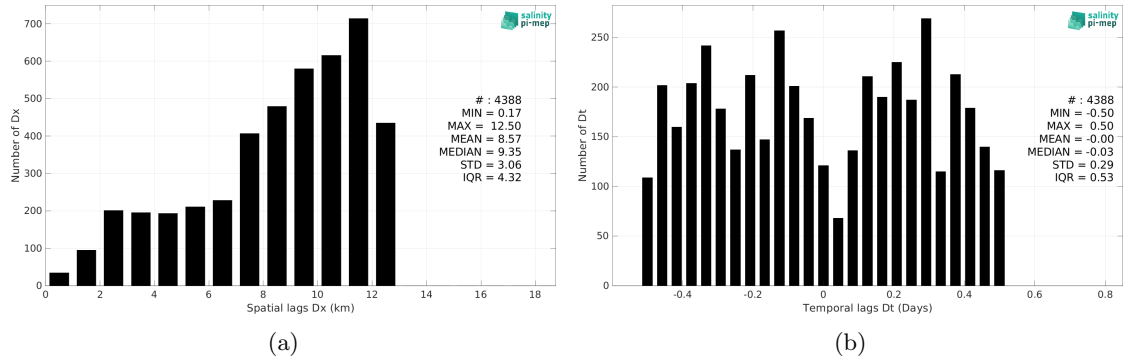 700
600
500
400
300
200
100
0
Number of Dx
0 2 4 6 8 10 12 14 16 18
Spatial lags Dx (km)
salinity
pi-mep
# : 4388
MIN = 0.17
MAX = 12.50
MEAN = 8.57
MEDIAN = 9.35
STD = 3.06
IQR = 4.32
(a)
250
200
150
100
50
0
Number of Dt
-0.4 -0.2 0 0.2 0.4 0.6 0.8
Temporal lags Dt (Days)
salinity
pi-mep
# : 4388
MIN = -0.50
MAX = 0.50
MEAN = -0.00
MEDIAN = -0.03
STD = 0.29
IQR = 0.53
(b)